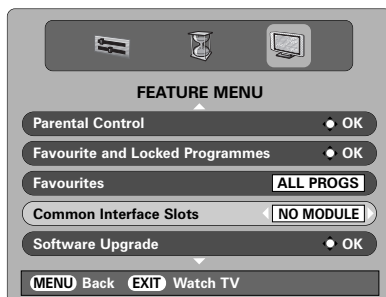 FEATURE MENU
Parental Control OK
Favourite and Locked Programmes OK
Favourites ALL PROGS
Common Interface Slots NO MODULE
Software Upgrade OK
MENU Back EXIT Watch TV